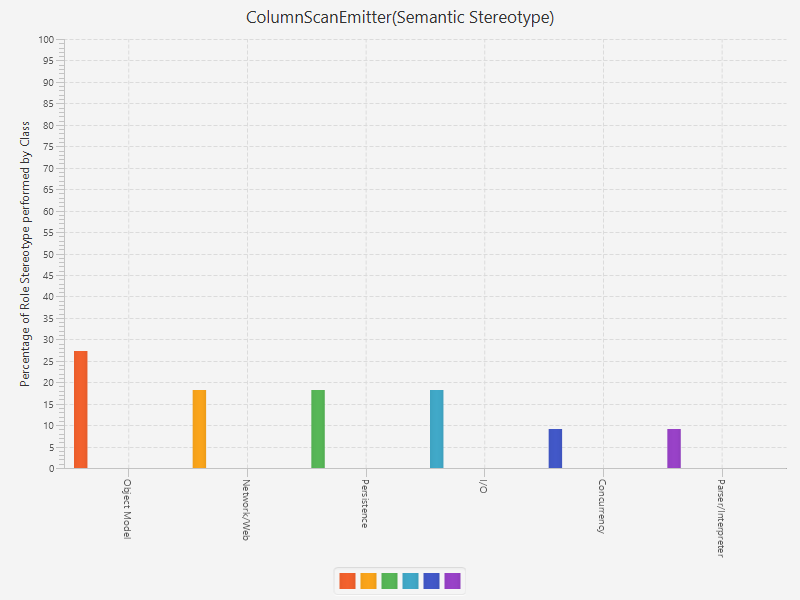 ColumnScanEmitter(Semantic Stereotype)
Percentage of Role Stereotype performed by Class
100
95
90
85
80
75
70
65
60
55
50
45
40
35
30
25
20
15
10
5
0
Object Model
Network/Web
Persistence
I/O
Concurrency
Parser/Interpreter